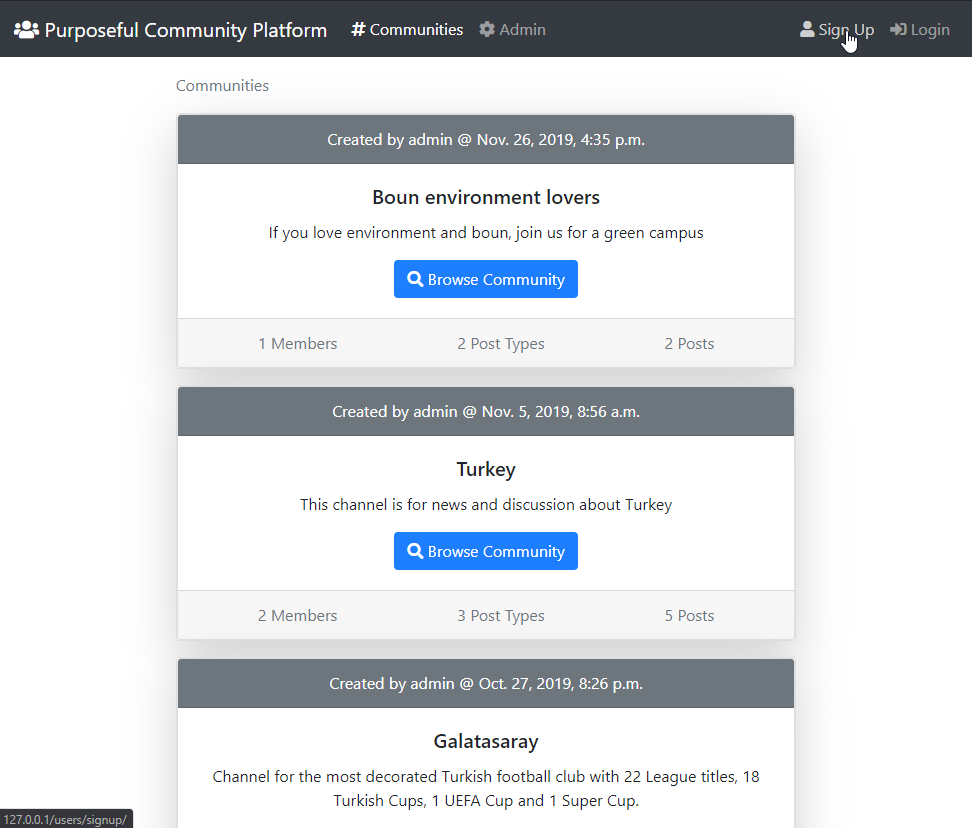 Purposeful Community Platform # Communities Admin Sign Up Login
Communities
Created by admin @ Nov. 26, 2019, 4:35 p.m.
Boun environment lovers
If you love environment and boun, join us for a green campus
Browse Community
1 Members 2 Post Types 2 Posts
Created by admin @ Nov. 5, 2019, 8:56 a.m.
Turkey
This channel is for news and discussion about Turkey
Browse Community
2 Members 3 Post Types 5 Posts
Created by admin @ Oct. 27, 2019, 8:26 p.m.
Galatasaray
Channel for the most decorated Turkish football club with 22 League titles, 18
Turkish Cups, 1 UEFA Cup and 1 Super Cup.
127.0.0.1/users/signup/